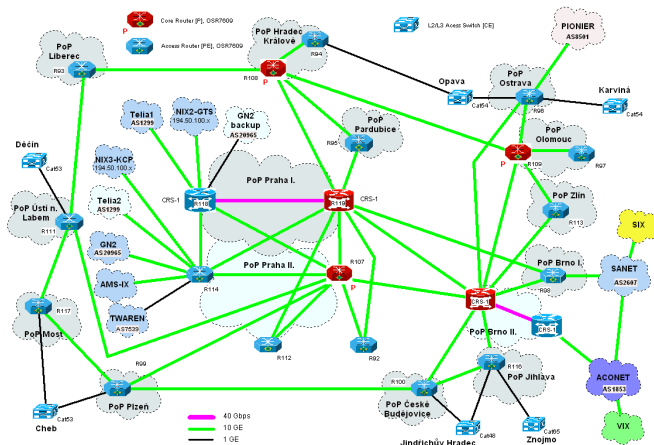 Core Router [P], OSR7609
Access Router [PE], OSR7609
L2/L3 Acess Switch [CE]
PoP
Liberec
R93
PoP Hradec
Králové
R94
R108
P
PIONIER
AS8501
Opava
Cat54
PoP
Ostrava
R96
Karviná
Cat54
Telia1
AS1299
NIX2-GTS
194.50.100.x
GN2
backup
AS20965
R95
PoP
Pardubice
PoP
Olomouc
R109
P
R97
Děčín
Cat53
NIX3-KCP
194.50.100.x
PoP Praha I.
CRS-1
R118
R119
CRS-1
PoP Zlín
R113
PoP Ústí n.
Labem
R111
Telia2
AS1299
GN2
AS20965
AMS-IX
TWAREN
AS7539
R114
PoP Praha II.
R107
P
PoP Brno I.
R98
SIX
SANET
AS2607
CRS-1
PoP Brno II.
CRS-1
R117
PoP Most
R112
R92
R99
PoP Plzeň
Cheb
Cat53
R100
PoP České
Budějovice
R116
PoP Jihlava
ACONET
AS1853
VIX
Jindřichův Hradec
Cat48
Znojmo
Cat65
40 Gbps
10 GE
1 GE